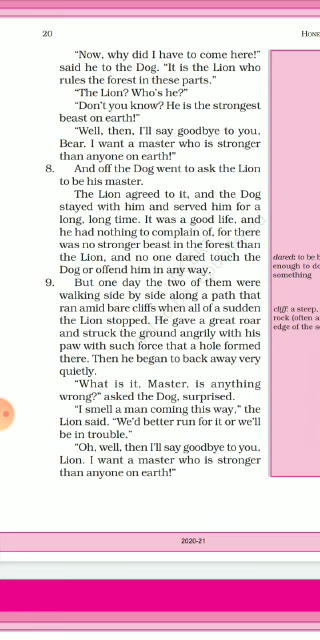 20
HONE
"Now, why did I have to come here!"
said he to the Dog. "It is the Lion who
rules the forest in these parts."
"The Lion? Who's he?"
"Don't you know? He is the strongest
beast on earth!"
"Well, then, I'll say goodbye to you,
Bear. I want a master who is stronger
than anyone on earth!"
8. And off the Dog went to ask the Lion
to be his master.
The Lion agreed to it, and the Dog
stayed with him and served him for a
long, long time. It was a good life, and
he had nothing to complain of, for there
was no stronger beast in the forest than
the Lion, and no one dared touch the
Dog or offend him in any way.
9. But one day the two of them were
walking side by side along a path that
ran amid bare cliffs when all of a sudden
the Lion stopped. He gave a great roar
and struck the ground angrily with his
paw with such force that a hole formed
there. Then he began to back away very
quietly.
"What is it, Master, is anything
wrong?" asked the Dog, surprised.
"I smell a man coming this way," the
Lion said. "We'd better run for it or we'll
be in trouble."
"Oh, well, then I'll say goodbye to you,
Lion. I want a master who is stronger
than anyone on earth!"
dared: to be b
enough to do
something
cliff: a steep,
rock (often a
edge of the s
2020-21